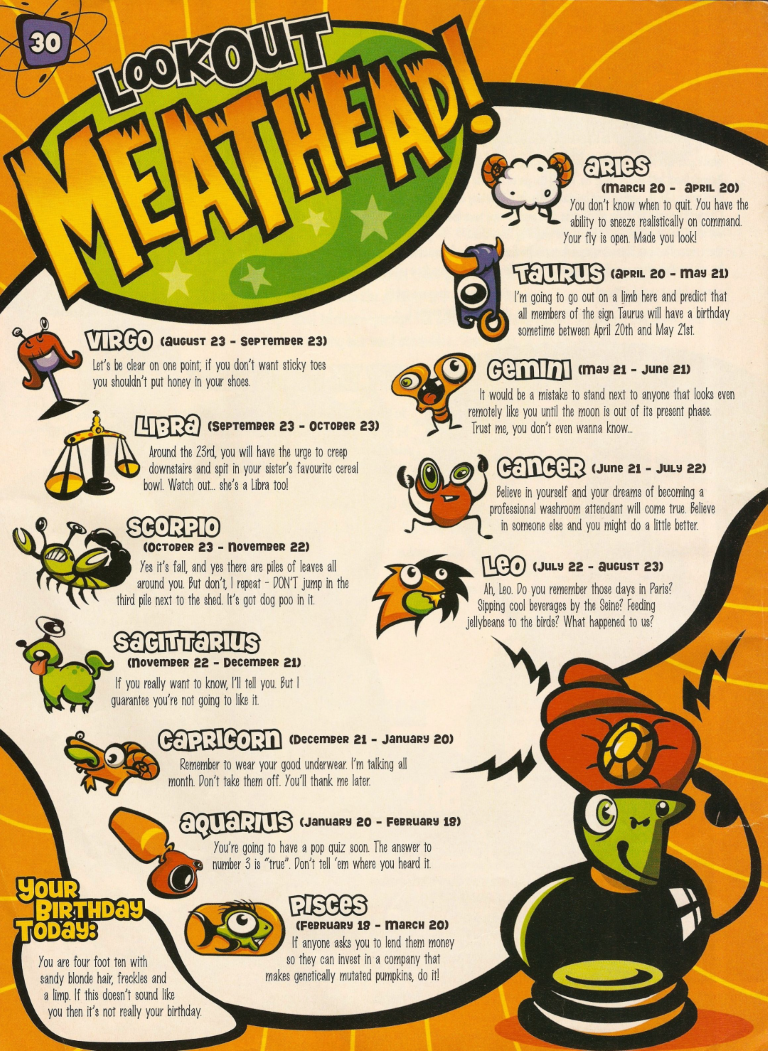 30
LOOKOUT
MEATHEAD!
ARIES
(MARCH 20 - APRIL 20)
You don't know when to quit. You have the
ability to sneeze realistically on command.
Your fly is open. Made you look!
TAURUS (APRIL 20 - MAY 21)
I'm going to go out on a limb here and predict that
all members of the sign Taurus will have a birthday
sometime between April 20th and May 21st.
GEMINI (MAY 21 - JUNE 21)
It would be a mistake to stand next to anyone that looks even
remotely like you until the moon is out of its present phase.
Trust me, you don't even wanna know...
CANCER (JUNE 21 - JULY 22)
Believe in yourself and your dreams of becoming a
professional washroom attendant will come true. Believe
in someone else and you might do a little better.
LEO (JULY 22 - AUGUST 23)
Ah, Leo. Do you remember those days in Paris?
Sipping cool beverages by the Seine? Feeding
jellybeans to the birds? What happened to us?
VIRGO (AUGUST 23 - SEPTEMBER 23)
Let's be clear on one point; if you don't want sticky toes
you shouldn't put honey in your shoes.
LIBRA (SEPTEMBER 23 - OCTOBER 23)
Around the 23rd, you will have the urge to creep
downstairs and spit in your sister's favourite cereal
bowl. Watch out... she's a Libra too!
SCORPIO
(OCTOBER 23 - NOVEMBER 22)
Yes it's fall, and yes there are piles of leaves all
around you. But don't, I repeat - DON'T jump in the
third pile next to the shed. It's got dog poo in it.
SAGITTARIUS
(NOVEMBER 22 - DECEMBER 21)
If you really want to know, I'll tell you. But I
guarantee you're not going to like it.
CAPRICORN (DECEMBER 21 - JANUARY 20)
Remember to wear your good underwear. I'm talking all
month. Don't take them off. You'll thank me later.
AQUARIUS (JANUARY 20 - FEBRUARY 19)
You're going to have a pop quiz soon. The answer to
number 3 is "true". Don't tell 'em where you heard it.
PISCES
(FEBRUARY 19 - MARCH 20)
If anyone asks you to lend them money
so they can invest in a company that
makes genetically mutated pumpkins, do it!
YOUR
BIRTHDAY
TODAY:
You are four foot ten with
sandy blonde hair, freckles and
a limp. If this doesn't sound like
you then it's not really your birthday.